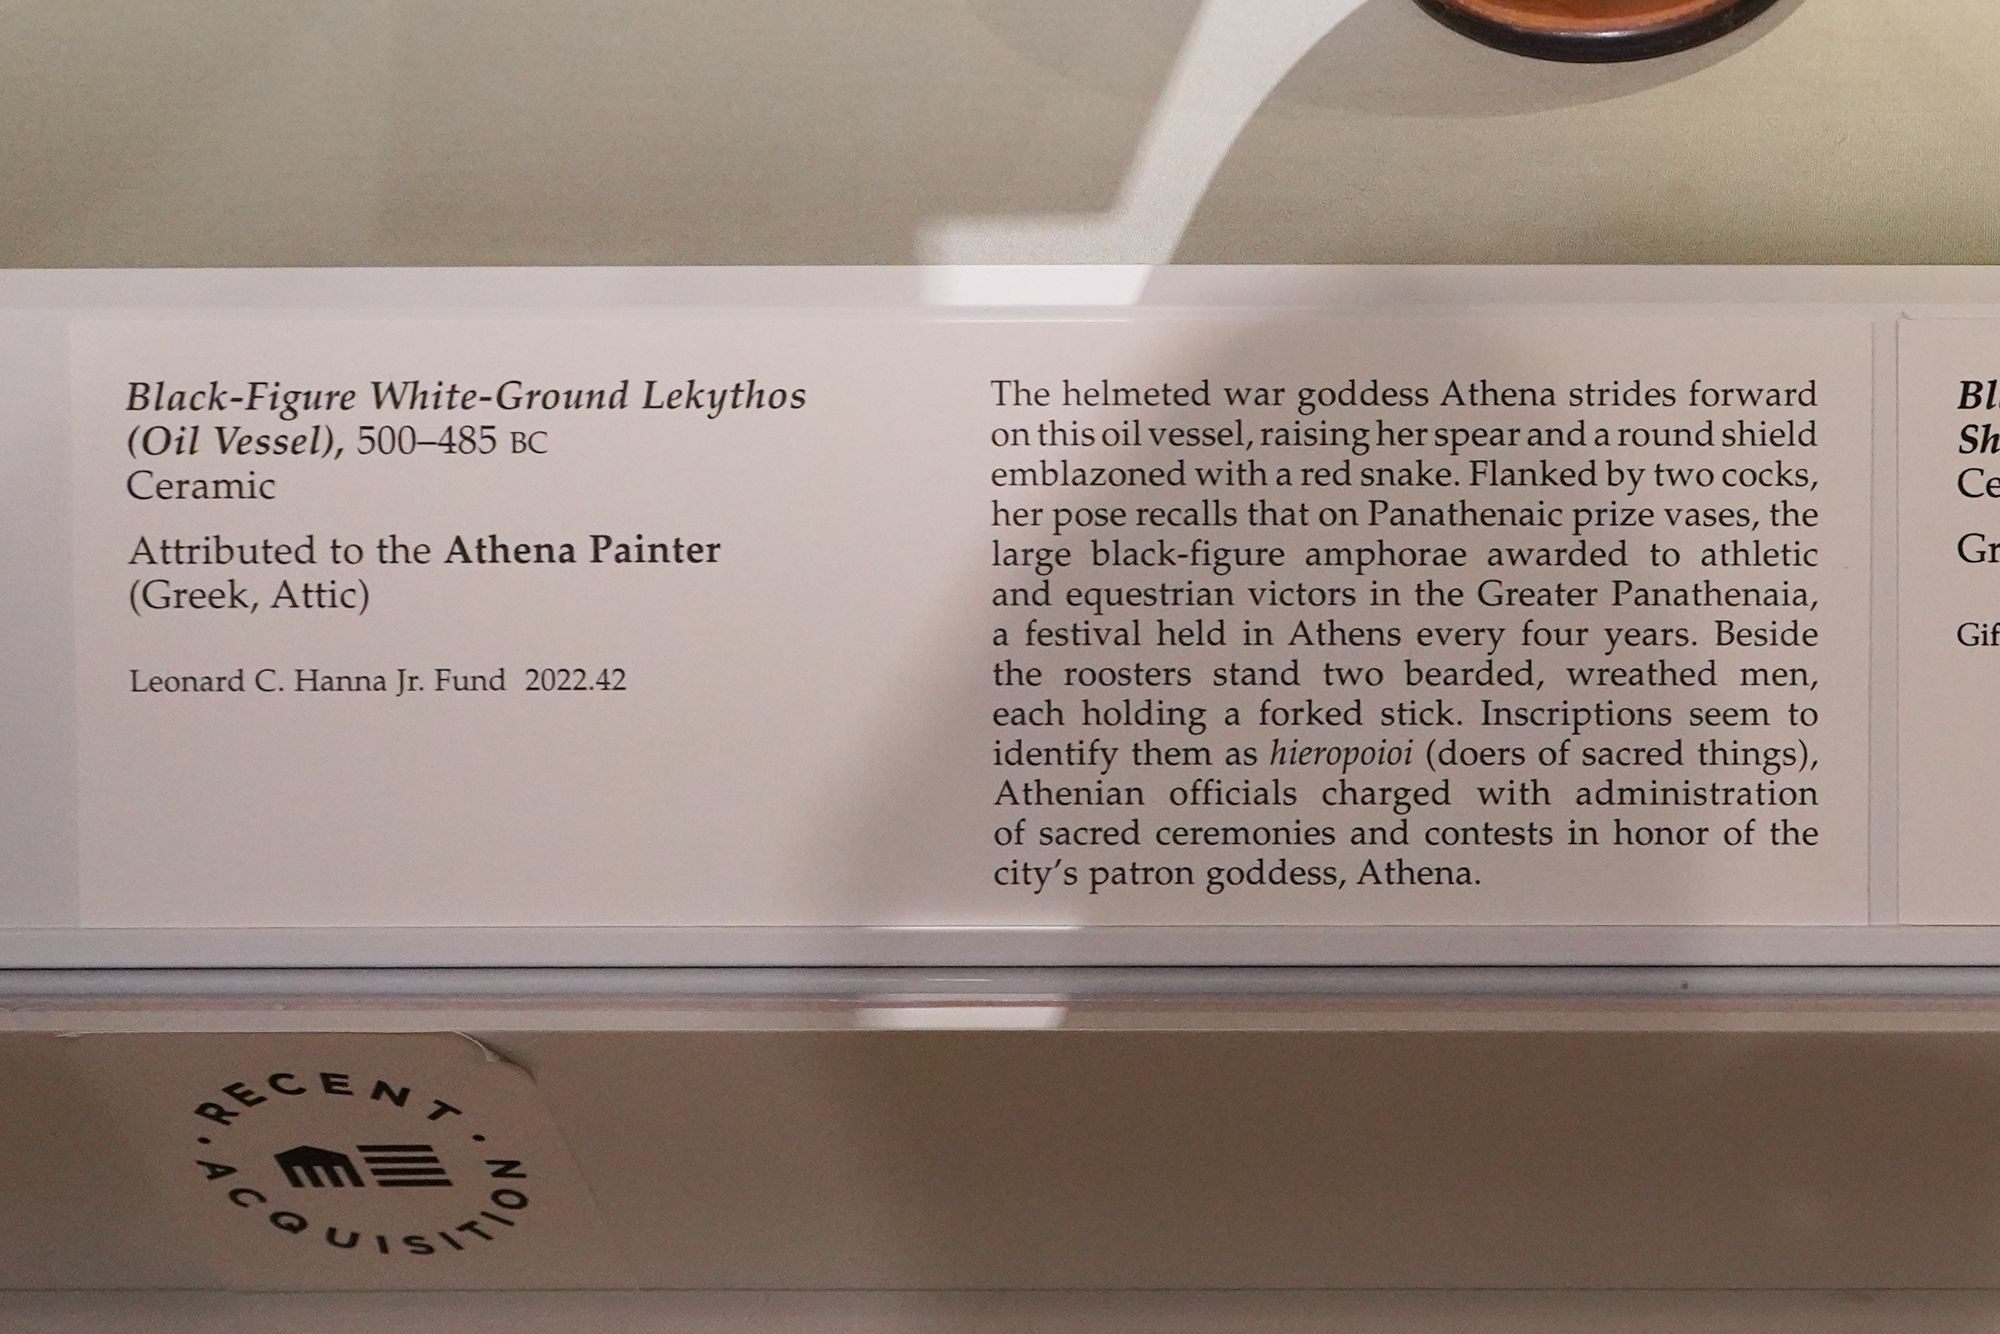 Black-Figure White-Ground Lekythos
(Oil Vessel), 500–485 BC
Ceramic
Attributed to the Athena Painter
(Greek, Attic)
Leonard C. Hanna Jr. Fund 2022.42
The helmeted war goddess Athena strides forward
on this oil vessel, raising her spear and a round shield
emblazoned with a red snake. Flanked by two cocks,
her pose recalls that on Panathenaic prize vases, the
large black-figure amphorae awarded to athletic
and equestrian victors in the Greater Panathenaia,
a festival held in Athens every four years. Beside
the roosters stand two bearded, wreathed men,
each holding a forked stick. Inscriptions seem to
identify them as hieropoioi (doers of sacred things),
Athenian officials charged with administration
of sacred ceremonies and contests in honor of the
city's patron goddess, Athena.
RECENT
ACQUISITION